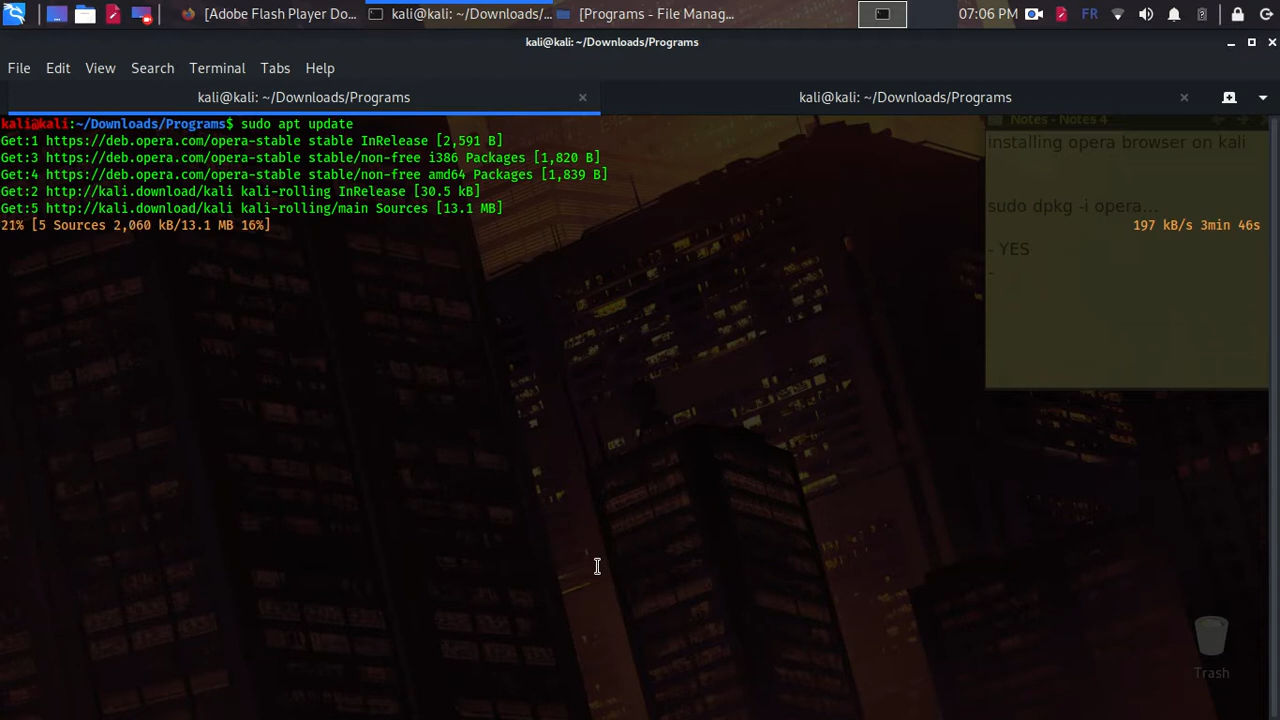 [Adobe Flash Player Do...
kali@kali: ~/Downloads/...
[Programs - File Manag...
07:06 PM
FR
kali@kali: ~/Downloads/Programs
File Edit View Search Terminal Tabs Help
kali@kali: ~/Downloads/Programs
kali@kali: ~/Downloads/Programs
kali@kali:~/Downloads/Programs$ sudo apt update
Get:1 https://deb.opera.com/opera-stable stable InRelease [2,591 B]
Get:3 https://deb.opera.com/opera-stable stable/non-free i386 Packages [1,820 B]
Get:4 https://deb.opera.com/opera-stable stable/non-free amd64 Packages [1,839 B]
Get:2 http://kali.download/kali kali-rolling InRelease [30.5 kB]
Get:5 http://kali.download/kali kali-rolling/main Sources [13.1 MB]
21% [5 Sources 2,060 kB/13.1 MB 16%] 197 kB/s 3min 46s
Notes - Notes 4
installing opera browser on kali
sudo dpkg -i opera...
- YES
-
Trash